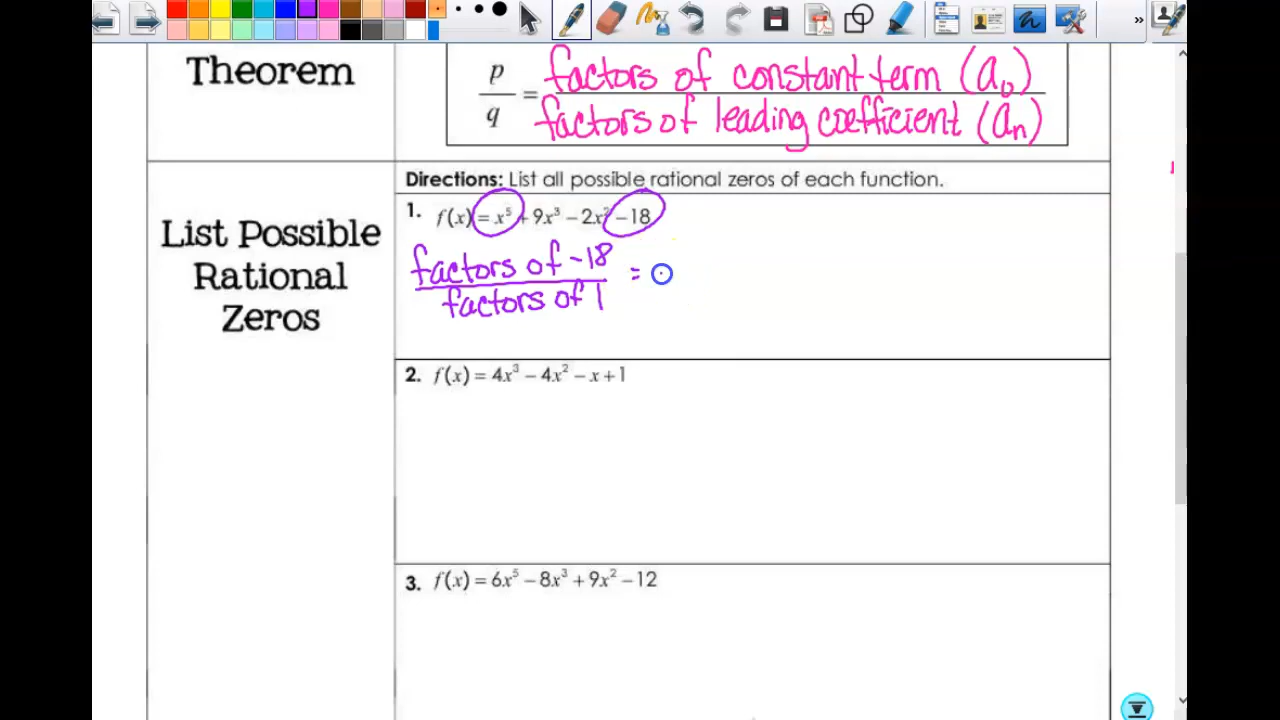 Theorem
p/q = factors of constant term (a₀)
factors of leading coefficient (aₙ)
Directions: List all possible rational zeros of each function.
List Possible
Rational
Zeros
1. f(x) = x⁵ + 9x³ − 2x² − 18
factors of -18
factors of 1
=
2. f(x) = 4x³ − 4x² − x + 1
3. f(x) = 6x⁵ − 8x³ + 9x² − 12